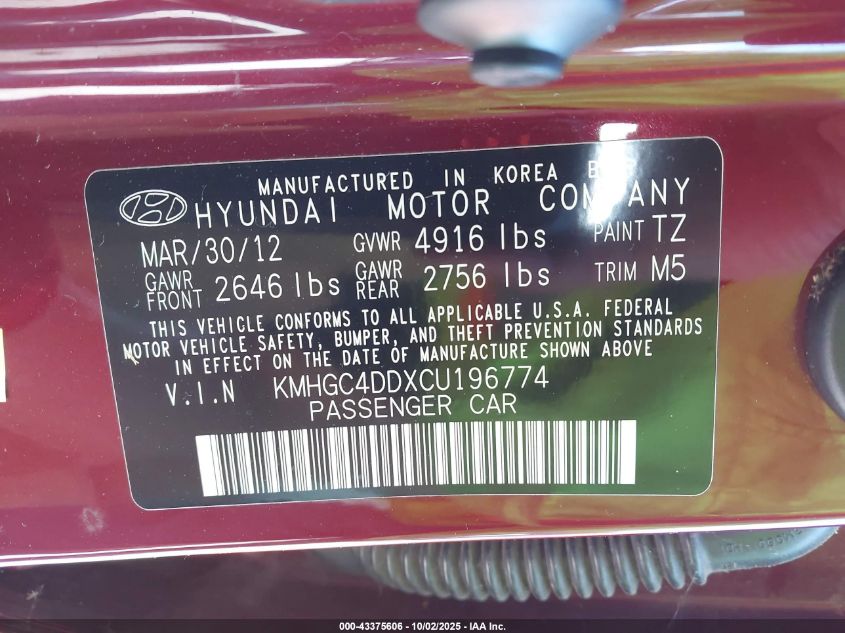 MANUFACTURED IN KOREA BY
HYUNDAI MOTOR COMPANY
MAR/30/12 GVWR 4916 lbs PAINT TZ
GAWR FRONT 2646 lbs GAWR REAR 2756 lbs TRIM M5
THIS VEHICLE CONFORMS TO ALL APPLICABLE U.S.A. FEDERAL
MOTOR VEHICLE SAFETY, BUMPER, AND THEFT PREVENTION STANDARDS
IN EFFECT ON THE DATE OF MANUFACTURE SHOWN ABOVE
V.I.N KMHGC4DDXCU196774
PASSENGER CAR
000-43375606 - 10/02/2025 - IAA Inc.